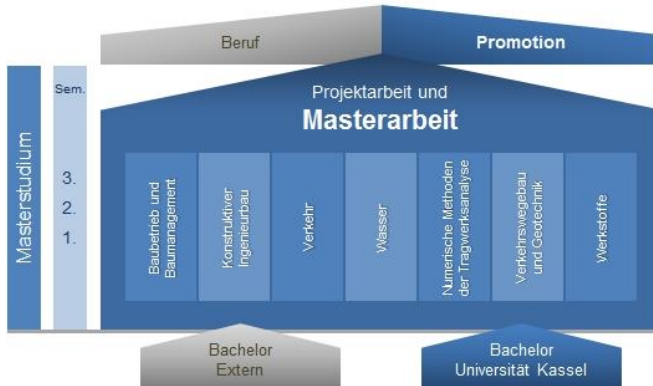 Beruf
Promotion
Masterstudium
Sem.
3.
2.
1.
Projektarbeit und
Masterarbeit
Baubetrieb und
Baumanagement
Konstruktiver
Ingenieurbau
Verkehr
Wasser
Numerische Methoden
der Tragwerksanalyse
Verkehrswegebau
und Geotechnik
Werkstoffe
Bachelor
Extern
Bachelor
Universität Kassel